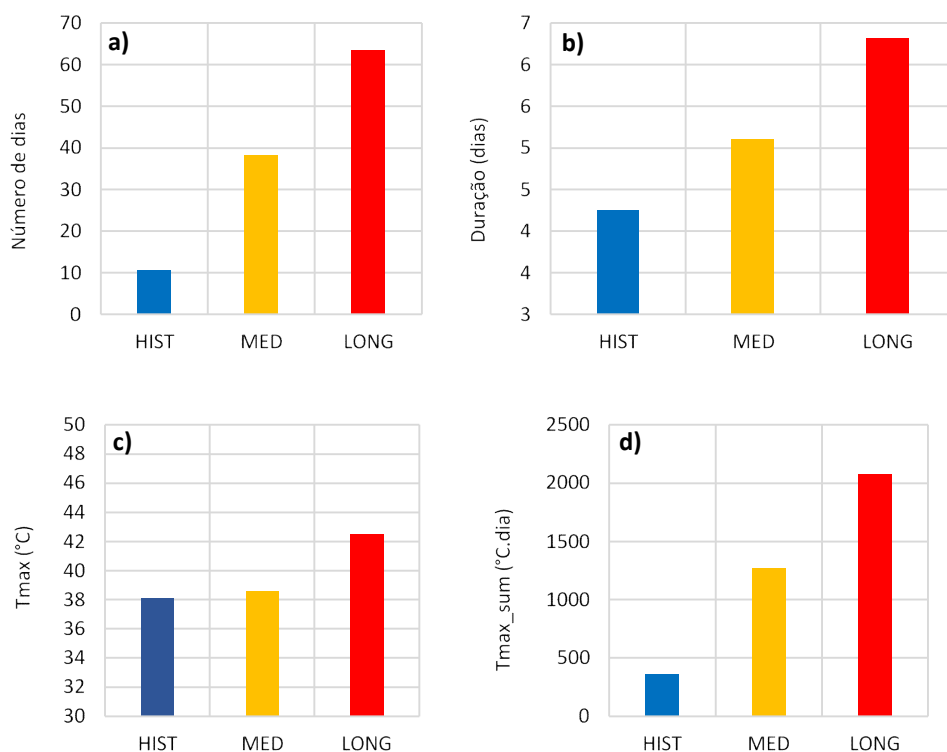 a)
Número de dias
70
60
50
40
30
20
10
0
HIST MED LONG
b)
Duração (dias)
7
6
6
5
5
4
4
3
HIST MED LONG
c)
Tmax (°C)
50
48
46
44
42
40
38
36
34
32
30
HIST MED LONG
d)
Tmax_sum (°C.dia)
2500
2000
1500
1000
500
0
HIST MED LONG